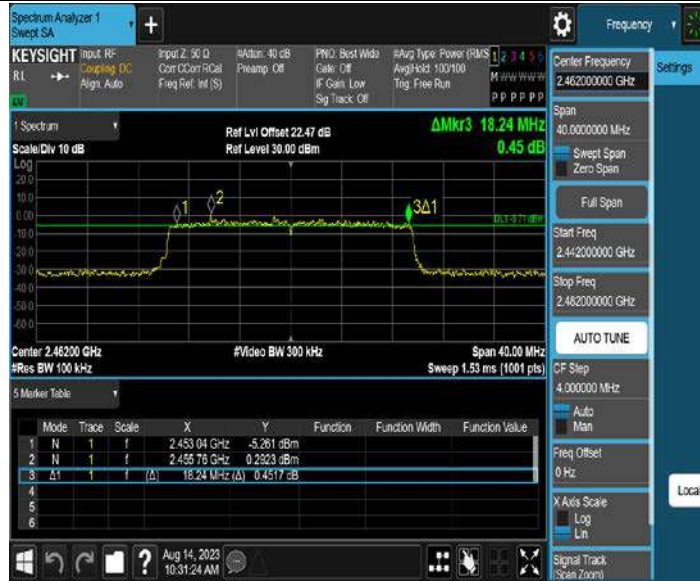 Spectrum Analyzer 1
Swept SA
+
Frequency
KEYSIGHT
RL
Input: RF
Coupling: DC
Align: Auto
Input Z: 50 Ω
Corr CCorr RCal
Freq Ref: Int (S)
#Atten: 40 dB
Preamp: Off
PNO: Best Wide
Gate: Off
IF Gain: Low
Sig Track: Off
#Avg Type: Power (RMS
Avg|Hold: 100/100
Trig: Free Run
1 2 3 4 5 6
M W W W W W
P P P P P P
1 Spectrum
Scale/Div 10 dB
Ref Lvl Offset 22.47 dB
Ref Level 30.00 dBm
ΔMkr3 18.24 MHz
0.45 dB
Log
20.0
10.0
0.00
-10.0
-20.0
-30.0
-40.0
-50.0
-60.0
1
2
3Δ1
Center 2.46200 GHz
#Res BW 100 kHz
#Video BW 300 kHz
Span 40.00 MHz
Sweep 1.53 ms (1001 pts)
5 Marker Table
Mode Trace Scale X Y Function Function Width Function Value
1 N 1 f 2.453 04 GHz -5.261 dBm
2 N 1 f 2.455 76 GHz 0.2923 dBm
3 Δ1 1 f (Δ) 18.24 MHz (Δ) 0.4517 dB
4
5
6
?
Aug 14, 2023
10:31:24 AM
Center Frequency
2.462000000 GHz
Span
40.0000000 MHz
Swept Span
Zero Span
Full Span
Start Freq
2.442000000 GHz
Stop Freq
2.482000000 GHz
AUTO TUNE
CF Step
4.000000 MHz
Auto
Man
Freq Offset
0 Hz
X Axis Scale
Log
Lin
Signal Track
(Span Zoom)
Settings
Local